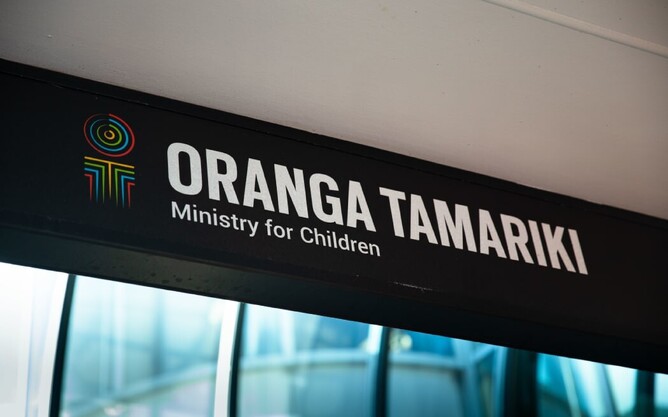 ORANGA TAMARIKI
Ministry for Children